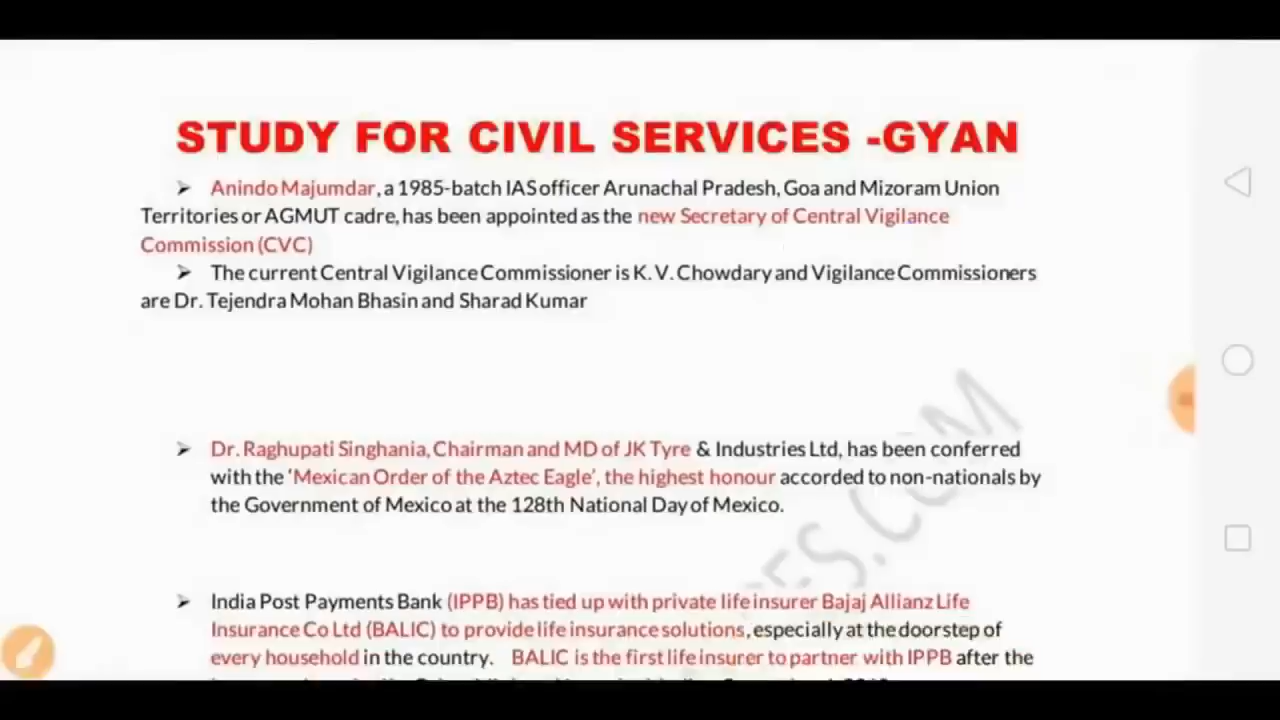 STUDY FOR CIVIL SERVICES -GYAN
➢ Anindo Majumdar, a 1985-batch IAS officer Arunachal Pradesh, Goa and Mizoram Union
Territories or AGMUT cadre, has been appointed as the new Secretary of Central Vigilance
Commission (CVC)
➢ The current Central Vigilance Commissioner is K. V. Chowdary and Vigilance Commissioners
are Dr. Tejendra Mohan Bhasin and Sharad Kumar
➢ Dr. Raghupati Singhania, Chairman and MD of JK Tyre & Industries Ltd, has been conferred
with the ‘Mexican Order of the Aztec Eagle’, the highest honour accorded to non-nationals by
the Government of Mexico at the 128th National Day of Mexico.
➢ India Post Payments Bank (IPPB) has tied up with private life insurer Bajaj Allianz Life
Insurance Co Ltd (BALIC) to provide life insurance solutions, especially at the doorstep of
every household in the country. BALIC is the first life insurer to partner with IPPB after the